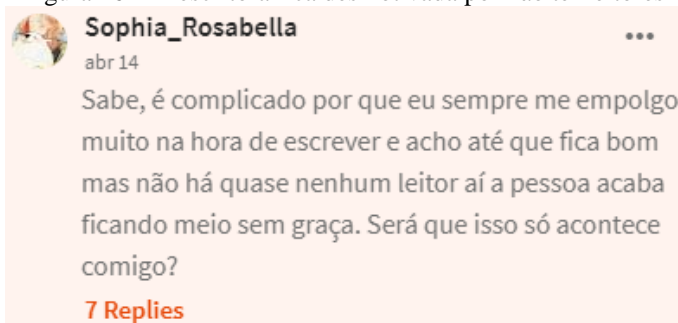 Sophia_Rosabella
abr 14
Sabe, é complicado por que eu sempre me empolgo
muito na hora de escrever e acho até que fica bom
mas não há quase nenhum leitor aí a pessoa acaba
ficando meio sem graça. Será que isso só acontece
comigo?
7 Replies